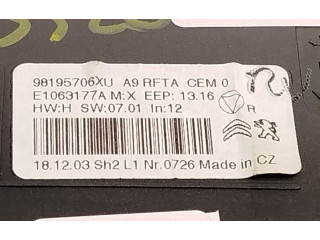 98195706XU A9 RFTA CEM 0
E1063177A M:X EEP: 13.16
HW:H SW:07.01 In:12 R
18.12.03 Sh2 L1 Nr.0726 Made in CZ